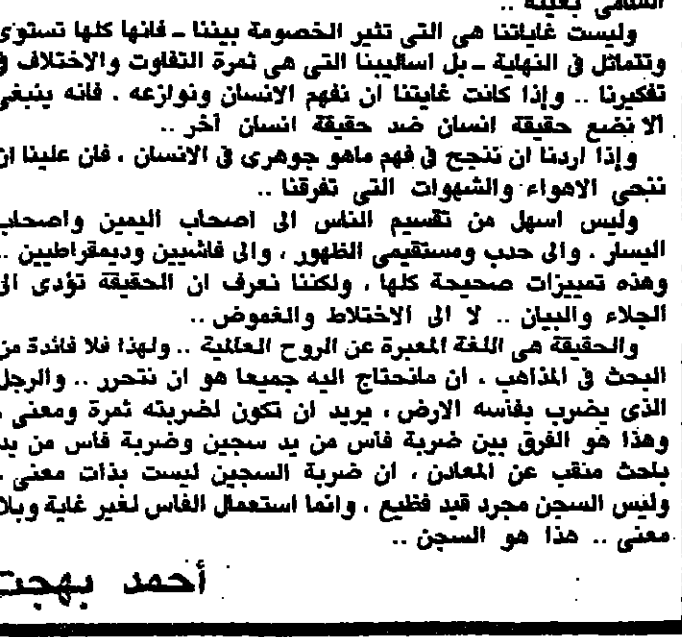 السامى بعينه ..
وليست غاياتنا هى التى تثير الخصومة بيننا ـ فانها كلها تستوى
وتتماثل فى النهاية ـ بل اساليبنا التى هى ثمرة التفاوت والاختلاف فى
تفكيرنا .. وإذا كانت غايتنا ان نفهم الانسان ونوازعه . فانه ينبغى
ألا نضع حقيقة انسان ضد حقيقة انسان آخر ..
وإذا اردنا ان ننجح فى فهم ماهو جوهرى فى الانسان ، فان علينا ان
ننحى الاهواء والشهوات التى تفرقنا ..
وليس اسهل من تقسيم الناس الى اصحاب اليمين واصحاب
اليسار . والى حدب ومستقيمى الظهور ، والى فاشيين وديمقراطيين ..
وهذه تمييزات صحيحة كلها ، ولكننا نعرف ان الحقيقة تؤدى الى
الجلاء والبيان .. لا الى الاختلاط والغموض ..
والحقيقة هى اللغة المعبرة عن الروح العالمية .. ولهذا فلا فائدة من
البحث فى المذاهب ، ان مانحتاج اليه جميعا هو ان نتحرر .. والرجل
الذى يضرب بفاسه الارض ، يريد ان تكون لضربته ثمرة ومعنى .
وهذا هو الفرق بين ضربة فاس من يد سجين وضربة فاس من يد
باحث منقب عن المعادن ، ان ضربة السجين ليست بذات معنى .
وليس السجن مجرد قيد فظيع ، وانما استعمال الفاس لغير غاية وبلا
معنى .. هذا هو السجن ..
أحمد بهجت